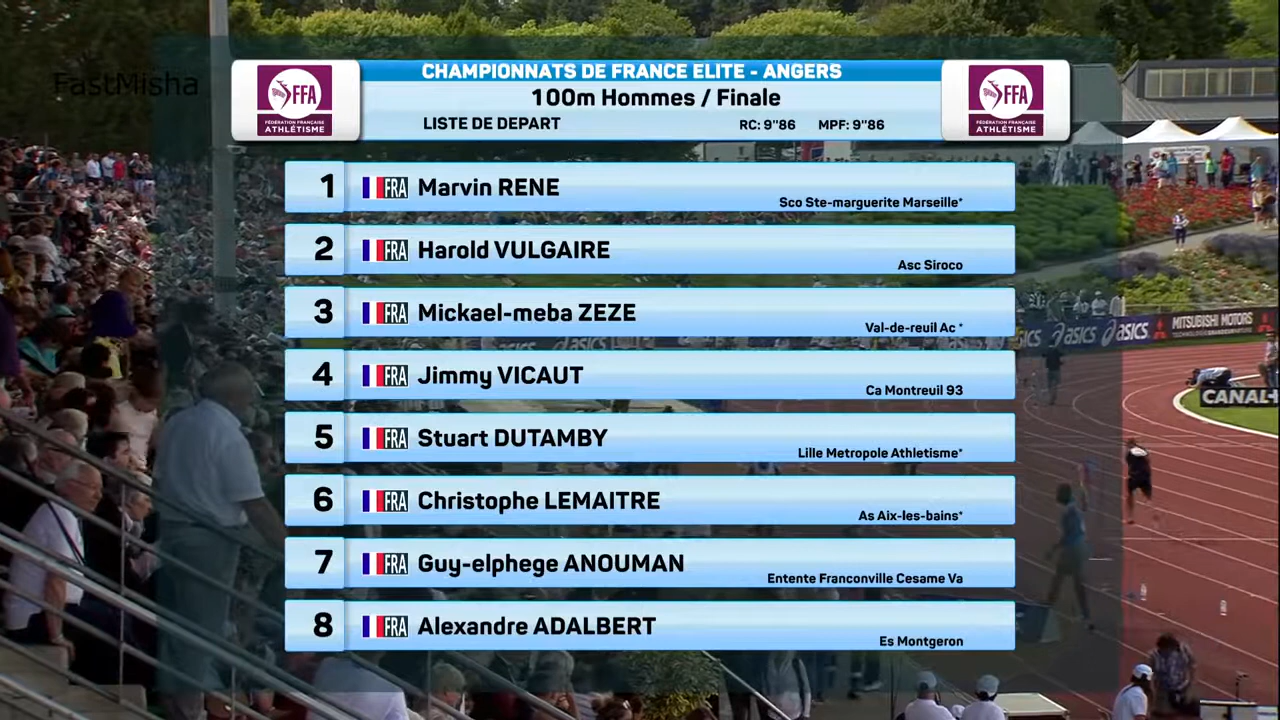 FastMisha
CHAMPIONNATS DE FRANCE ELITE - ANGERS
100m Hommes / Finale
LISTE DE DEPART RC: 9"86 MPF: 9"86
FFA
FÉDÉRATION FRANÇAISE
ATHLÉTISME
FFA
FÉDÉRATION FRANÇAISE
ATHLÉTISME
1 FRA Marvin RENE Sco Ste-marguerite Marseille*
2 FRA Harold VULGAIRE Asc Siroco
3 FRA Mickael-meba ZEZE Val-de-reuil Ac *
4 FRA Jimmy VICAUT Ca Montreuil 93
5 FRA Stuart DUTAMBY Lille Metropole Athletisme*
6 FRA Christophe LEMAITRE As Aix-les-bains*
7 FRA Guy-elphege ANOUMAN Entente Franconville Cesame Va
8 FRA Alexandre ADALBERT Es Montgeron
asics asics MITSUBISHI MOTORS
CANAL+